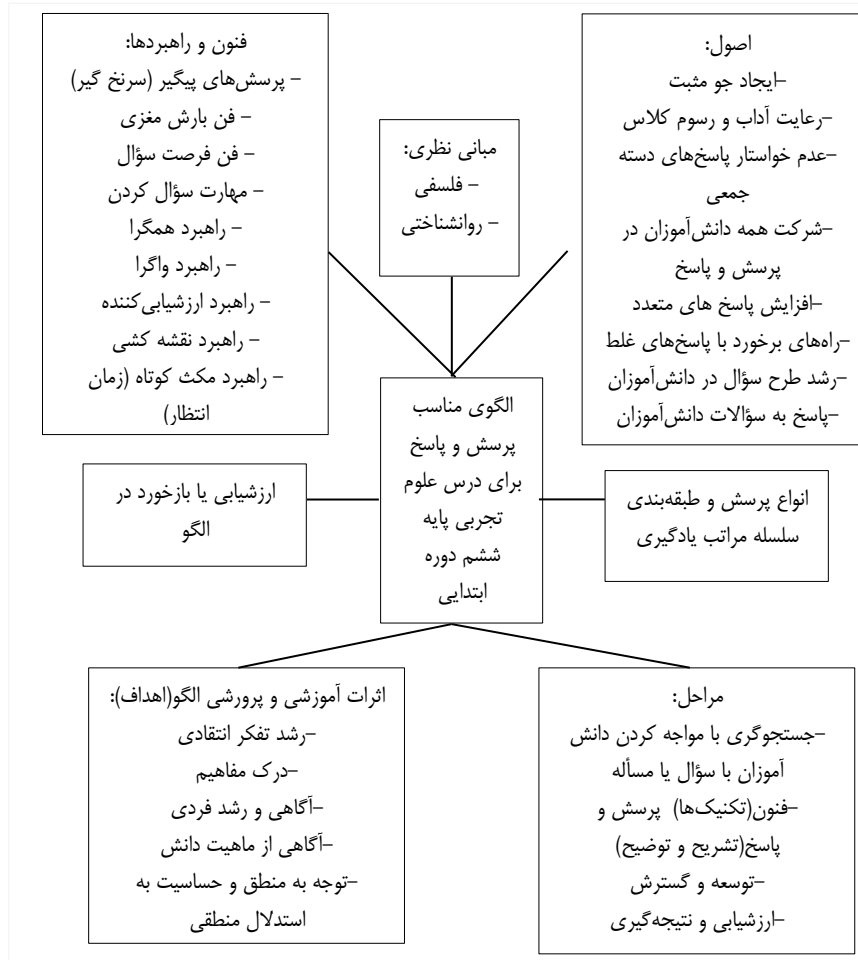 اصول:
–ایجاد جو مثبت
–رعایت آداب و رسوم کلاس
–عدم خواستار پاسخ‌های دسته
جمعی
–شرکت همه دانش‌آموزان در
پرسش و پاسخ
–افزایش پاسخ های متعدد
–راه‌های برخورد با پاسخ‌های غلط
–رشد طرح سؤال در دانش‌آموزان
–پاسخ به سؤالات دانش‌آموزان
مبانی نظری:
– فلسفی
– روانشناختی
فنون و راهبردها:
– پرسش‌های پیگیر (سرنخ گیر)
– فن بارش مغزی
– فن فرصت سؤال
– مهارت سؤال کردن
– راهبرد همگرا
– راهبرد واگرا
– راهبرد ارزشیابی‌کننده
– راهبرد نقشه کشی
– راهبرد مکث کوتاه (زمان
انتظار)
انواع پرسش و طبقه‌بندی
سلسله مراتب یادگیری
الگوی مناسب
پرسش و پاسخ
برای درس علوم
تجربی پایه
ششم دوره
ابتدایی
ارزشیابی یا بازخورد در
الگو
مراحل:
–جستجوگری با مواجه کردن دانش
آموزان با سؤال یا مسأله
–فنون(تکنیک‌ها) پرسش و
پاسخ(تشریح و توضیح)
–توسعه و گسترش
–ارزشیابی و نتیجه‌گیری
اثرات آموزشی و پرورشی الگو(اهداف):
–رشد تفکر انتقادی
–درک مفاهیم
–آگاهی و رشد فردی
–آگاهی از ماهیت دانش
–توجه به منطق و حساسیت به
استدلال منطقی